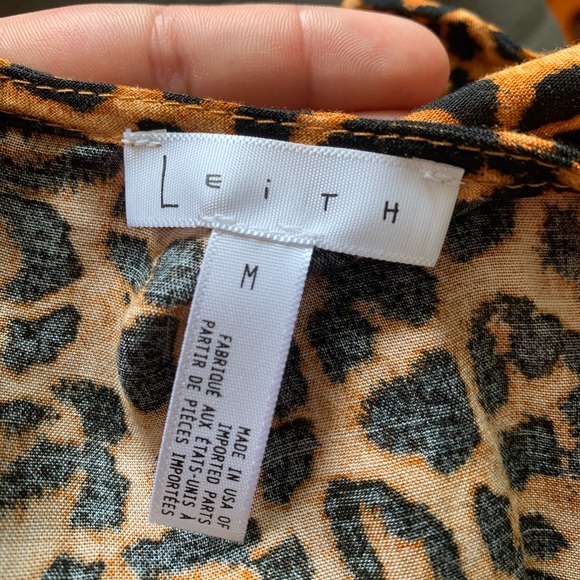 LEiTH
M
MADE IN USA OF
IMPORTED PARTS
FABRIQUÉ AUX ÉTATS-UNIS À
PARTIR DE PIÈCES IMPORTÉES